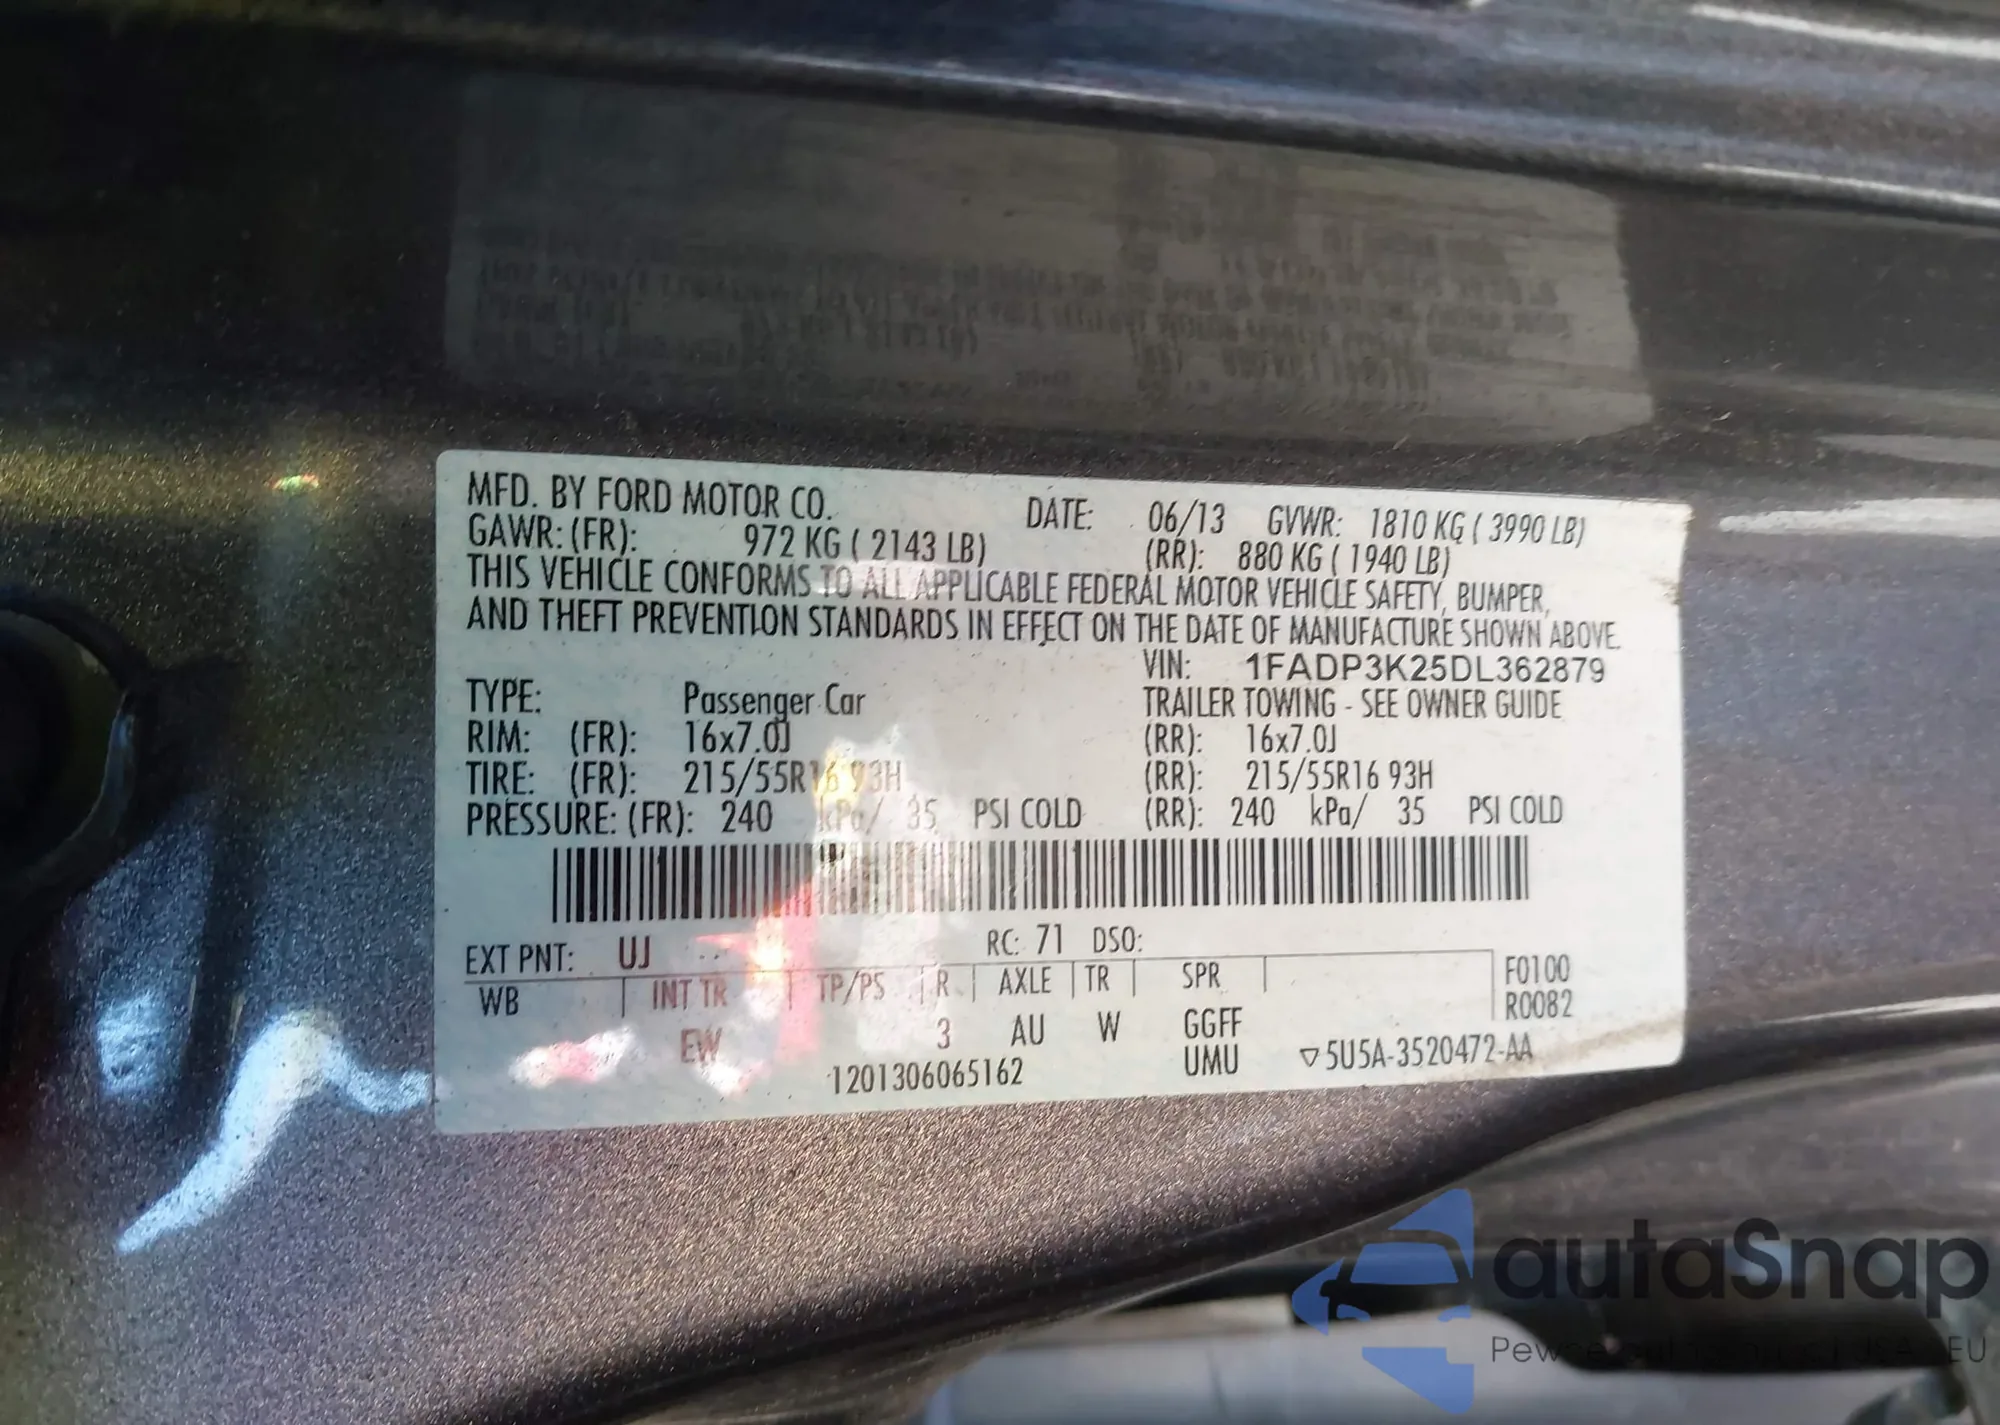 MFD. BY FORD MOTOR CO. DATE: 06/13 GVWR: 1810 KG ( 3990 LB)
GAWR: (FR): 972 KG ( 2143 LB) (RR): 880 KG ( 1940 LB)
THIS VEHICLE CONFORMS TO ALL APPLICABLE FEDERAL MOTOR VEHICLE SAFETY, BUMPER,
AND THEFT PREVENTION STANDARDS IN EFFECT ON THE DATE OF MANUFACTURE SHOWN ABOVE.
VIN: 1FADP3K25DL362879
TYPE: Passenger Car TRAILER TOWING - SEE OWNER GUIDE
RIM: (FR): 16x7.0J (RR): 16x7.0J
TIRE: (FR): 215/55R16 93H (RR): 215/55R16 93H
PRESSURE: (FR): 240 kPa/ 35 PSI COLD (RR): 240 kPa/ 35 PSI COLD
EXT PNT: UJ RC: 71 DSO:
WB INT TR TP/PS R AXLE TR SPR F0100
R0082
EW 3 AU W GGFF
UMU ▽5U5A-3520472-AA
1201306065162
autaSnap
EU